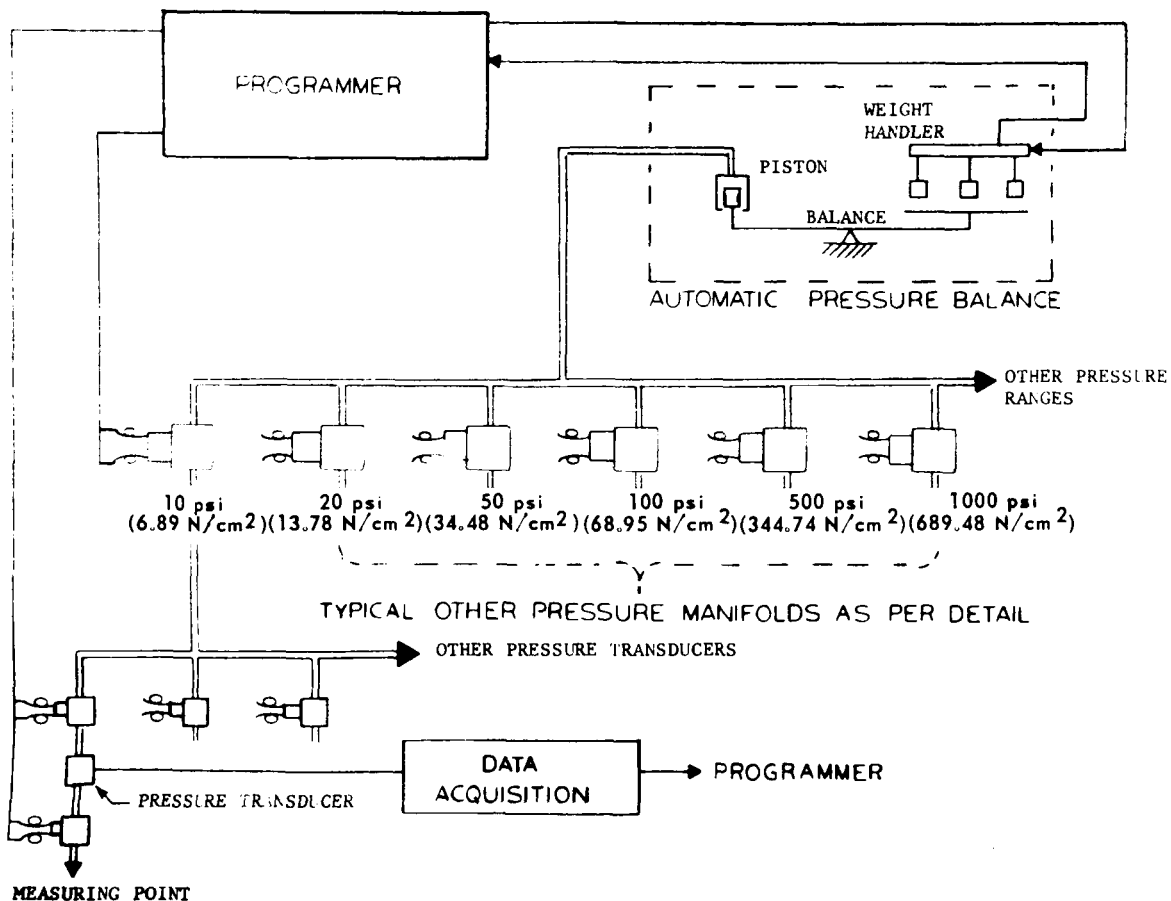 PROGRAMMER
WEIGHT
HANDLER
PISTON
BALANCE
AUTOMATIC PRESSURE BALANCE
OTHER PRESSURE
RANGES
10 psi 20 psi 50 psi 100 psi 500 psi 1000 psi
(6.89 N/cm2)(13.78 N/cm2)(34.48 N/cm2)(68.95 N/cm2)(344.74 N/cm2)(689.48 N/cm2)
TYPICAL OTHER PRESSURE MANIFOLDS AS PER DETAIL
OTHER PRESSURE TRANSDUCERS
DATA
ACQUISITION
PROGRAMMER
PRESSURE TRANSDUCER
MEASURING POINT